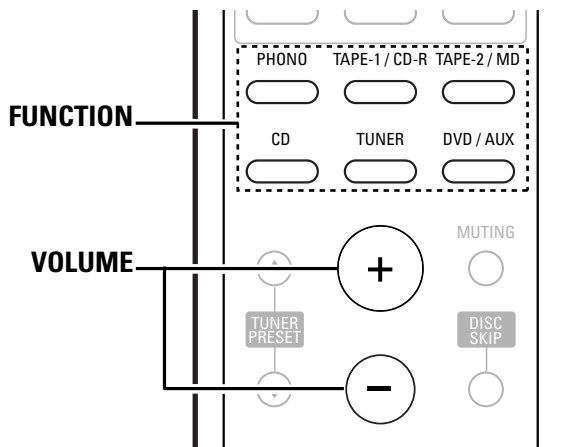 PHONO TAPE-1 / CD-R TAPE-2 / MD
FUNCTION
CD TUNER DVD / AUX
MUTING
VOLUME
+
TUNER
PRESET
DISC
SKIP
−